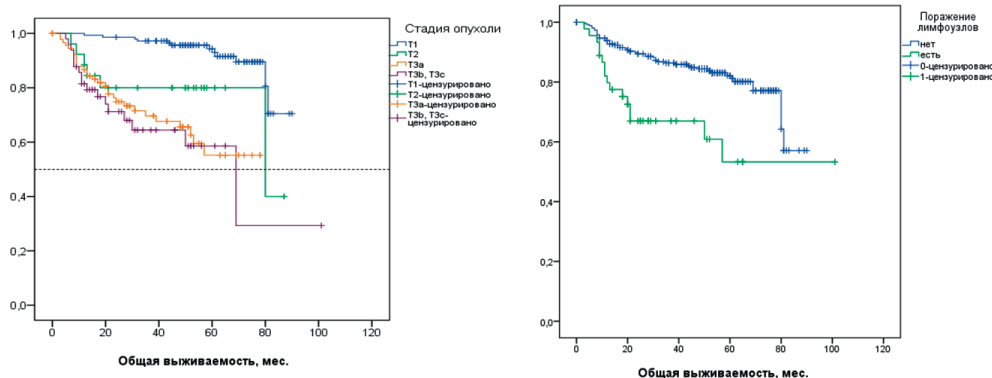 Стадия опухоли
T1
T2
T3a
T3b, T3c
T1-цензурировано
T2-цензурировано
T3a-цензурировано
T3b, T3c-
цензурировано
1,0
0,8
0,6
0,4
0,2
0,0
0 20 40 60 80 100 120
Общая выживаемость, мес.
Поражение
лимфоузлов
нет
есть
0-цензурировано
1-цензурировано
1,0
0,8
0,6
0,4
0,2
0,0
0 20 40 60 80 100 120
Общая выживаемость, мес.